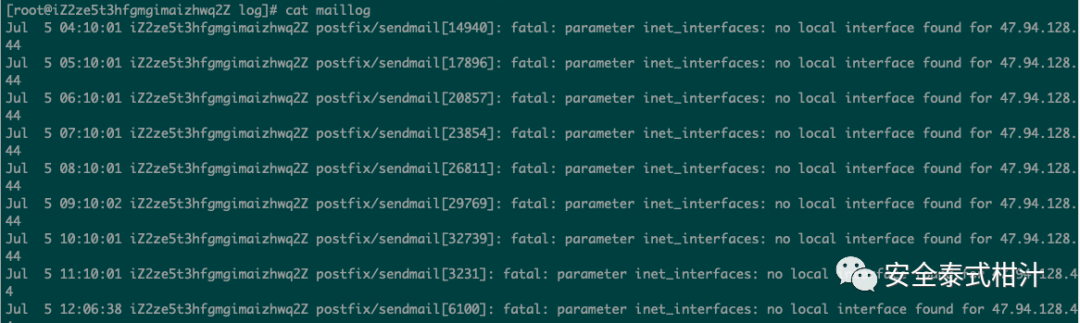 [root@iZ2ze5t3hfgmgimaizhwq2Z log]# cat maillog
Jul  5 04:10:01 iZ2ze5t3hfgmgimaizhwq2Z postfix/sendmail[14940]: fatal: parameter inet_interfaces: no local interface found for 47.94.128.
44
Jul  5 05:10:01 iZ2ze5t3hfgmgimaizhwq2Z postfix/sendmail[17896]: fatal: parameter inet_interfaces: no local interface found for 47.94.128.
44
Jul  5 06:10:01 iZ2ze5t3hfgmgimaizhwq2Z postfix/sendmail[20857]: fatal: parameter inet_interfaces: no local interface found for 47.94.128.
44
Jul  5 07:10:01 iZ2ze5t3hfgmgimaizhwq2Z postfix/sendmail[23854]: fatal: parameter inet_interfaces: no local interface found for 47.94.128.
44
Jul  5 08:10:01 iZ2ze5t3hfgmgimaizhwq2Z postfix/sendmail[26811]: fatal: parameter inet_interfaces: no local interface found for 47.94.128.
44
Jul  5 09:10:02 iZ2ze5t3hfgmgimaizhwq2Z postfix/sendmail[29769]: fatal: parameter inet_interfaces: no local interface found for 47.94.128.
44
Jul  5 10:10:01 iZ2ze5t3hfgmgimaizhwq2Z postfix/sendmail[32739]: fatal: parameter inet_interfaces: no local interface found for 47.94.128.
44
Jul  5 11:10:01 iZ2ze5t3hfgmgimaizhwq2Z postfix/sendmail[3231]: fatal: parameter inet_interfaces: no local interface found for 47.94.128.4
4
Jul  5 12:06:38 iZ2ze5t3hfgmgimaizhwq2Z postfix/sendmail[6100]: fatal: parameter inet_interfaces: no local interface found for 47.94.128.4
安全泰式柑汁